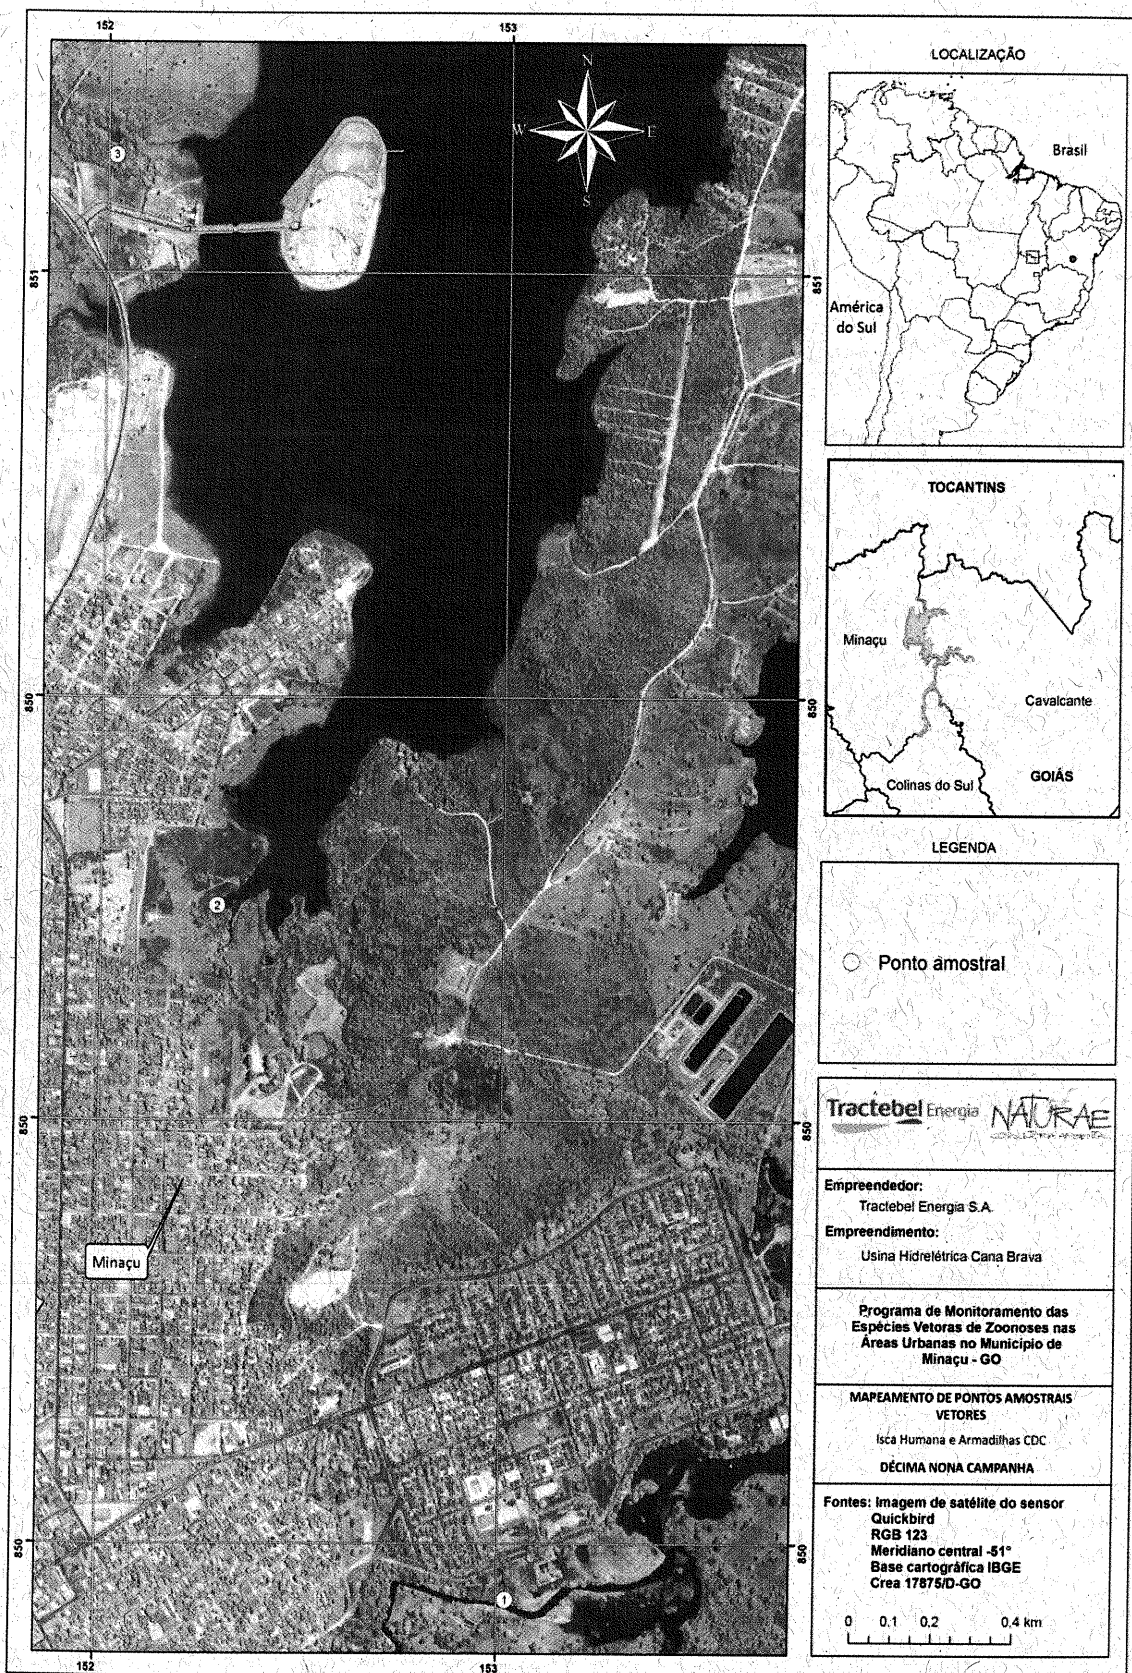 152
153
N
W
E
S
3
851
851
850
850
2
850
850
Minaçu
850
850
1
152
153
LOCALIZAÇÃO
Brasil
América
do Sul
TOCANTINS
Minaçu
Cavalcante
Colinas do Sul
GOIÁS
LEGENDA
Ponto amostral
Tractebel Energia
NATURAE
Empreendedor:
Tractebel Energia S.A.
Empreendimento:
Usina Hidrelétrica Cana Brava
Programa de Monitoramento das
Espécies Vetoras de Zoonoses nas
Áreas Urbanas no Município de
Minaçu - GO
MAPEAMENTO DE PONTOS AMOSTRAIS
VETORES
Isca Humana e Armadilhas CDC
DÉCIMA NONA CAMPANHA
Fontes: Imagem de satélite do sensor
Quickbird
RGB 123
Meridiano central -51°
Base cartográfica IBGE
Crea 17875/D-GO
0 0,1 0,2 0,4 km